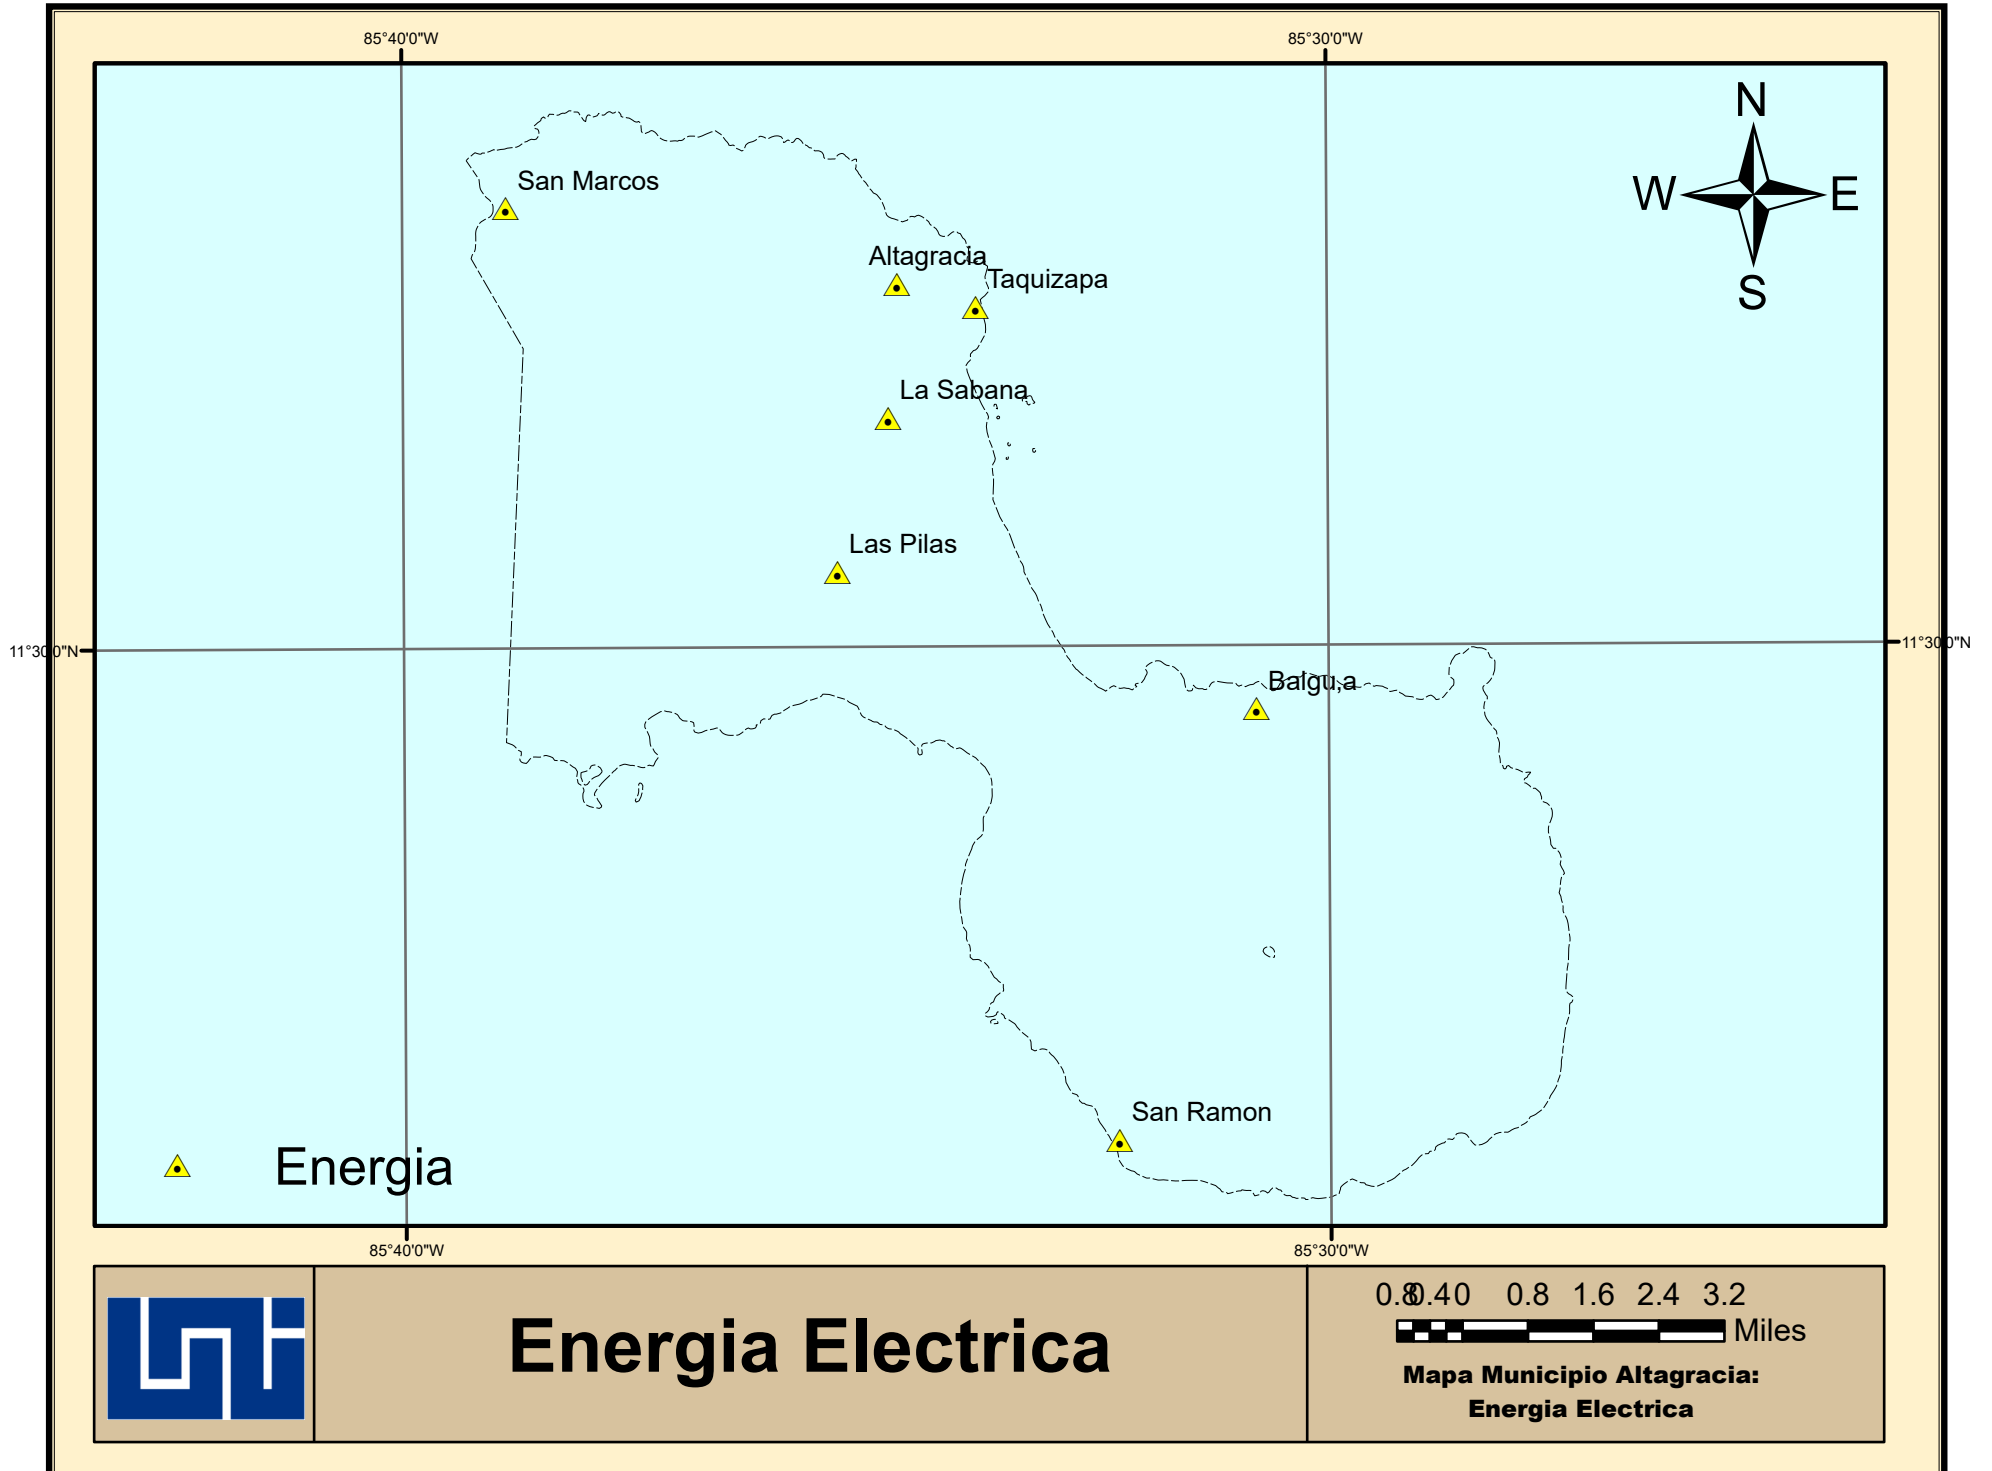 85°40'0"W 85°30'0"W
N
W E
S
San Marcos
Altagracia
Taquizapa
La Sabana
Las Pilas
11°30'0"N 11°30'0"N
Balgu,a
San Ramon
Energia
85°40'0"W 85°30'0"W
0.8 0.4 0 0.8 1.6 2.4 3.2
Miles
Energia Electrica
Mapa Municipio Altagracia:
Energia Electrica